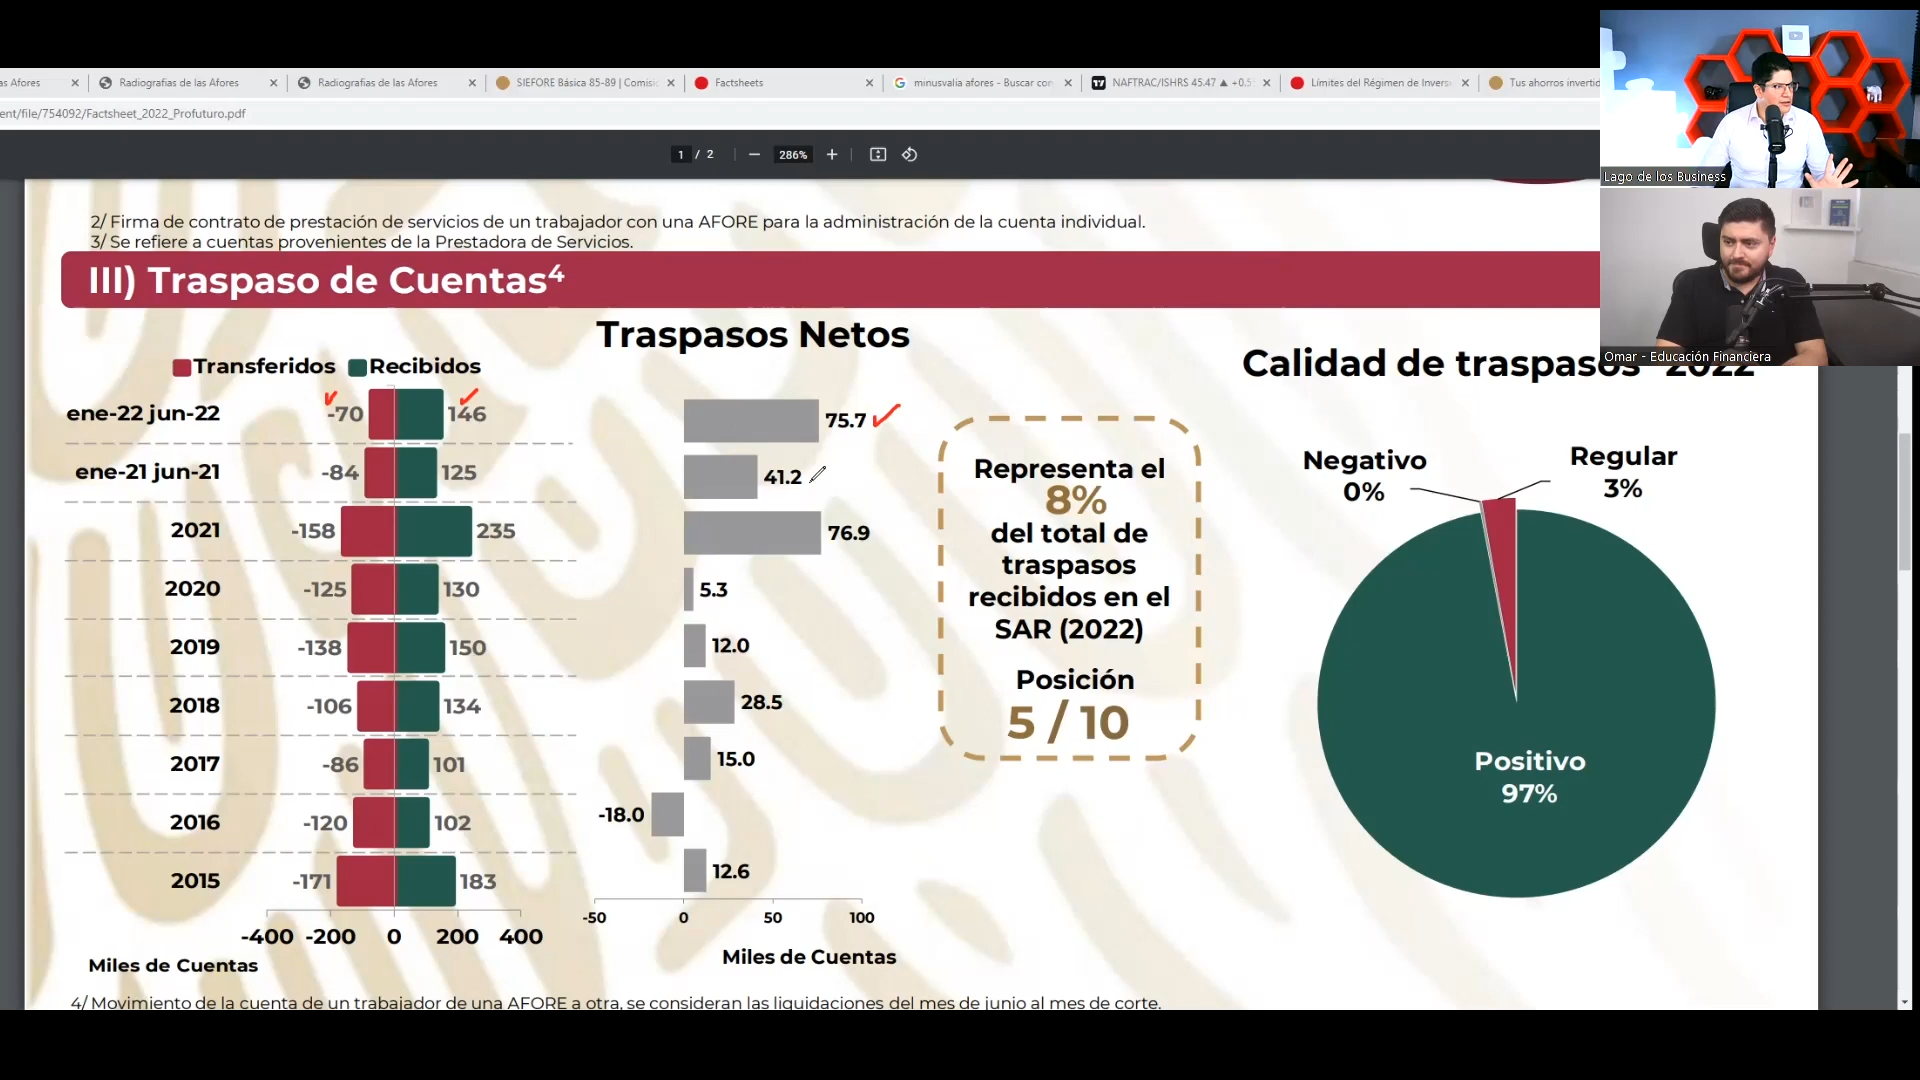 as Afores
Radiografias de las Afores
Radiografias de las Afores
SIEFORE Básica 85-89 | Comisi
Factsheets
minusvalia afores - Buscar con
NAFTRAC/ISHRS 45.47 ▲ +0.5
Límites del Régimen de Invers
Tus ahorros invertid
ent/file/754092/Factsheet_2022_Profuturo.pdf
1 / 2
286%
Lago de los Business
Omar - Educación Financiera
2/ Firma de contrato de prestación de servicios de un trabajador con una AFORE para la administración de la cuenta individual.
3/ Se refiere a cuentas provenientes de la Prestadora de Servicios.
III) Traspaso de Cuentas⁴
Transferidos Recibidos
ene-22 jun-22 -70 146
ene-21 jun-21 -84 125
2021 -158 235
2020 -125 130
2019 -138 150
2018 -106 134
2017 -86 101
2016 -120 102
2015 -171 183
-400 -200 0 200 400
Miles de Cuentas
Traspasos Netos
75.7
41.2
76.9
5.3
12.0
28.5
15.0
-18.0
12.6
-50 0 50 100
Miles de Cuentas
Representa el
8%
del total de
traspasos
recibidos en el
SAR (2022)
Posición
5 / 10
Calidad de traspasos 2022
Negativo
0%
Regular
3%
Positivo
97%
4/ Movimiento de la cuenta de un trabajador de una AFORE a otra, se consideran las liquidaciones del mes de junio al mes de corte.